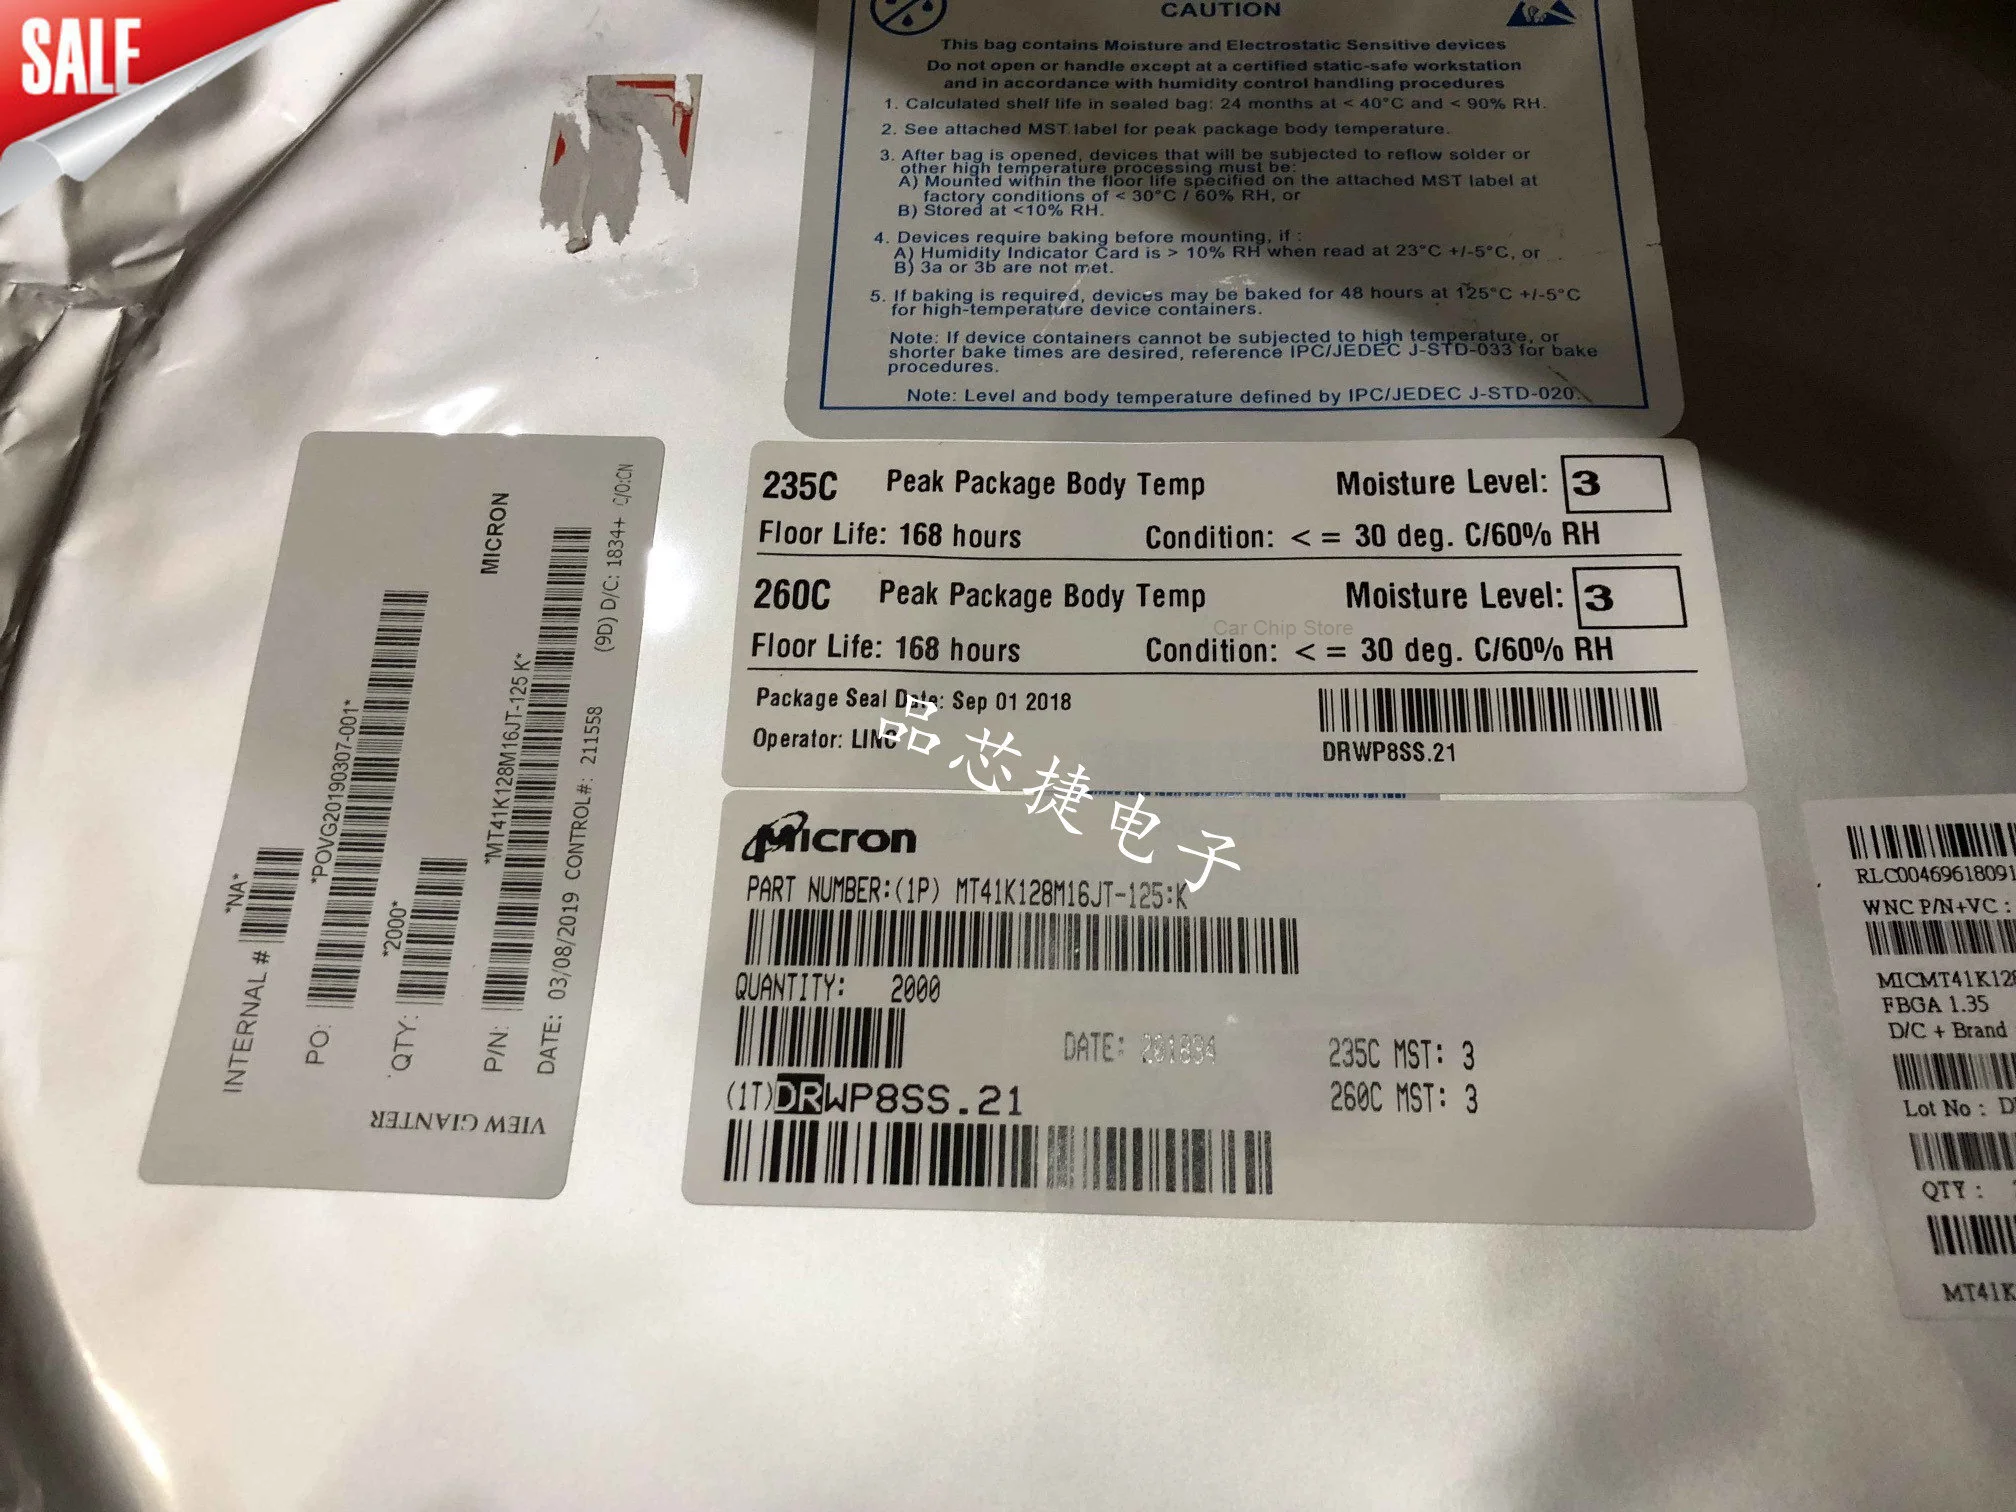 SALE
CAUTION
This bag contains Moisture and Electrostatic Sensitive devices
Do not open or handle except at a certified static-safe workstation
and in accordance with humidity control handling procedures
1. Calculated shelf life in sealed bag: 24 months at < 40°C and < 90% RH.
2. See attached MST label for peak package body temperature.
3. After bag is opened, devices that will be subjected to reflow solder or
other high temperature processing must be:
A) Mounted within the floor life specified on the attached MST label at
factory conditions of < 30°C / 60% RH, or
B) Stored at <10% RH.
4. Devices require baking before mounting, if :
A) Humidity Indicator Card is > 10% RH when read at 23°C +/-5°C, or
B) 3a or 3b are not met.
5. If baking is required, devices may be baked for 48 hours at 125°C +/-5°C
for high-temperature device containers.
Note: If device containers cannot be subjected to high temperature, or
shorter bake times are desired, reference IPC/JEDEC J-STD-033 for bake
procedures.
Note: Level and body temperature defined by IPC/JEDEC J-STD-020.
235C Peak Package Body Temp Moisture Level: 3
Floor Life: 168 hours Condition: < = 30 deg. C/60% RH
260C Peak Package Body Temp Moisture Level: 3
Car Chip Store
Floor Life: 168 hours Condition: < = 30 deg. C/60% RH
Package Seal Date: Sep 01 2018
Operator: LINC
DRWP8SS.21
品芯捷电子
Micron
PART NUMBER:(1P) MT41K128M16JT-125:K
QUANTITY: 2000
DATE: 201834
235C MST: 3
(1T)DRWP8SS.21
260C MST: 3
INTERNAL # *NA*
PO: *POVG20190307-001*
QTY: *2000*
MICRON
P/N: *MT41K128M16JT-125 K*
DATE: 03/08/2019 CONTROL#: 211558 (9D) D/C: 1834+ C/O:CN
VIEW GIANTER
RLC0046961809
WNC P/N+VC :
MICMT41K12
FBGA 1.35
D/C + Brand
Lot No : D
QTY :
MT41K